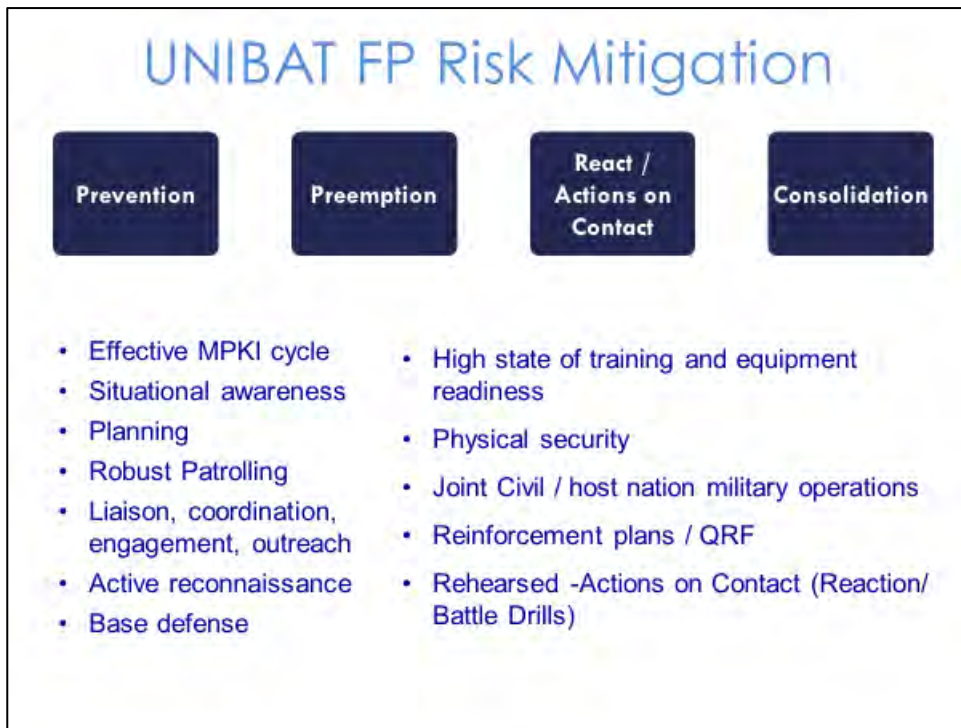 UNIBAT FP Risk Mitigation
Prevention
Preemption
React /
Actions on
Contact
Consolidation
• Effective MPKI cycle
• Situational awareness
• Planning
• Robust Patrolling
• Liaison, coordination,
engagement, outreach
• Active reconnaissance
• Base defense
• High state of training and equipment
readiness
• Physical security
• Joint Civil / host nation military operations
• Reinforcement plans / QRF
• Rehearsed -Actions on Contact (Reaction/
Battle Drills)